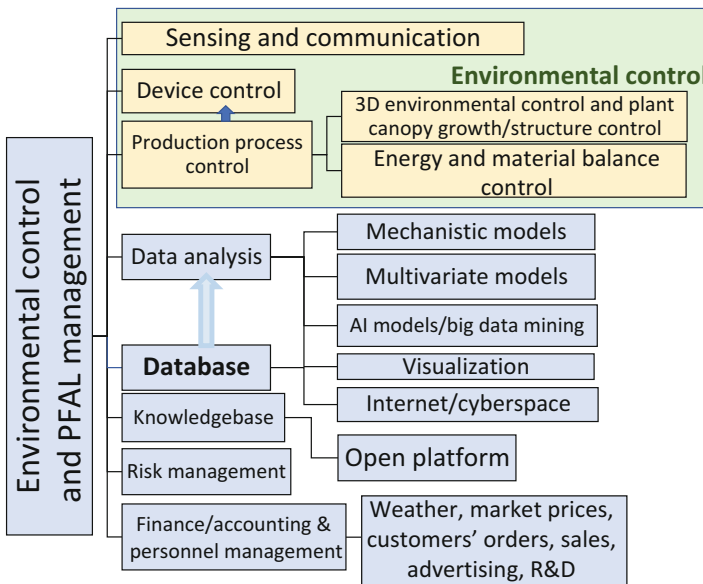 Sensing and communication
Environmental control
Device control
Production process
control
3D environmental control and plant
canopy growth/structure control
Energy and material balance
control
Environmental control
and PFAL management
Data analysis
Mechanistic models
Multivariate models
AI models/big data mining
Database
Visualization
Internet/cyberspace
Knowledgebase
Open platform
Risk management
Finance/accounting &
personnel management
Weather, market prices,
customers’ orders, sales,
advertising, R&D